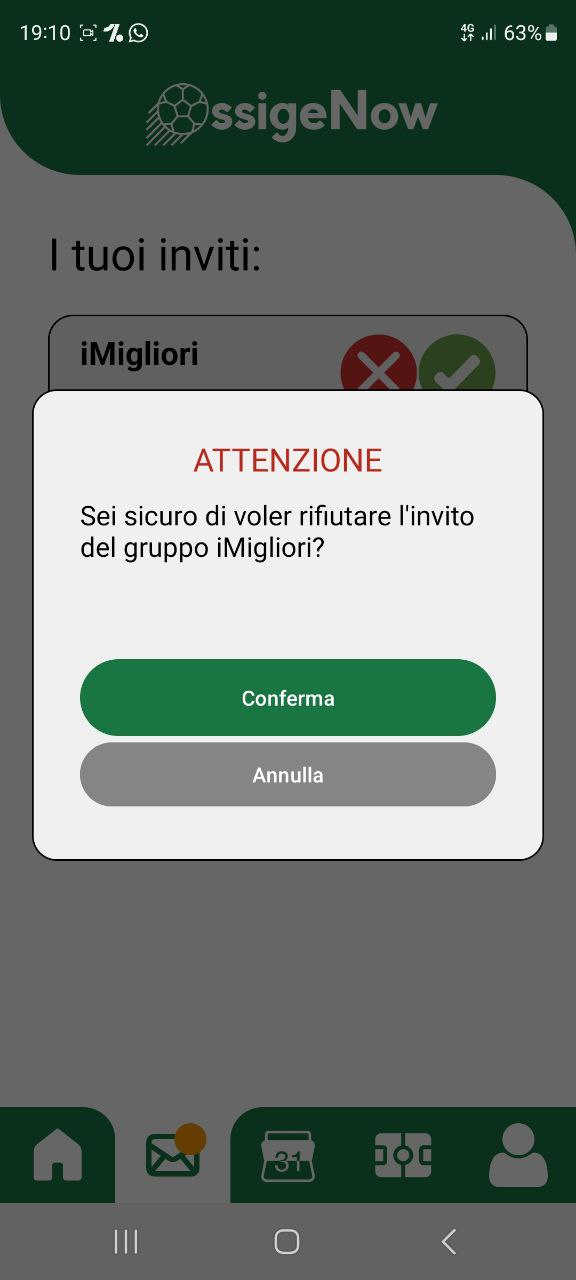 19:10
4G 63%
ssigeNow
I tuoi inviti:
iMigliori
ATTENZIONE
Sei sicuro di voler rifiutare l'invito
del gruppo iMigliori?
Conferma
Annulla
31